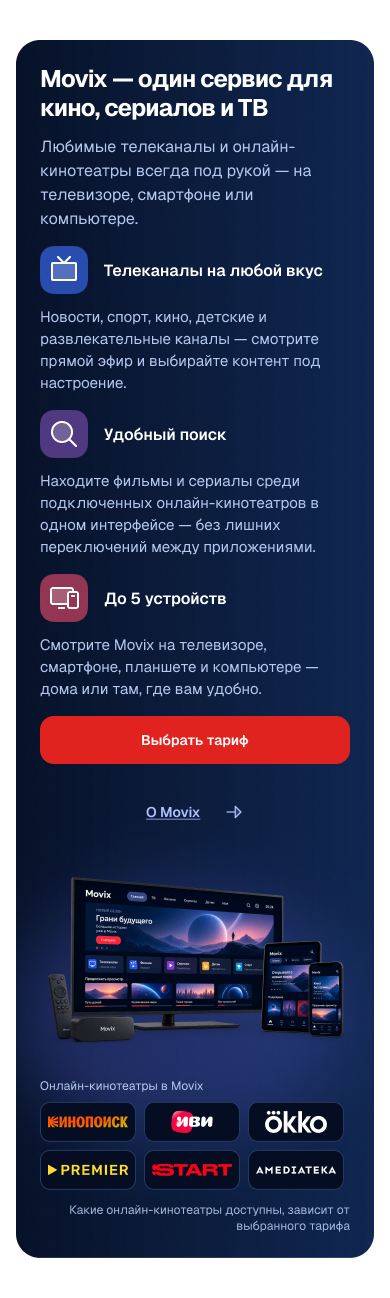 Movix — один сервис для
кино, сериалов и ТВ
Любимые телеканалы и онлайн-
кинотеатры всегда под рукой — на
телевизоре, смартфоне или
компьютере.
Телеканалы на любой вкус
Новости, спорт, кино, детские и
развлекательные каналы — смотрите
прямой эфир и выбирайте контент под
настроение.
Удобный поиск
Находите фильмы и сериалы среди
подключенных онлайн-кинотеатров в
одном интерфейсе — без лишних
переключений между приложениями.
До 5 устройств
Смотрите Movix на телевизоре,
смартфоне, планшете и компьютере —
дома или там, где вам удобно.
Выбрать тариф
О Movix
Movix
Грани будущего
Movix
Movix
Онлайн-кинотеатры в Movix
КИНОПОИСК
иви
ökko
PREMIER
START
AMEDIATEKA
Какие онлайн-кинотеатры доступны, зависит от
выбранного тарифа